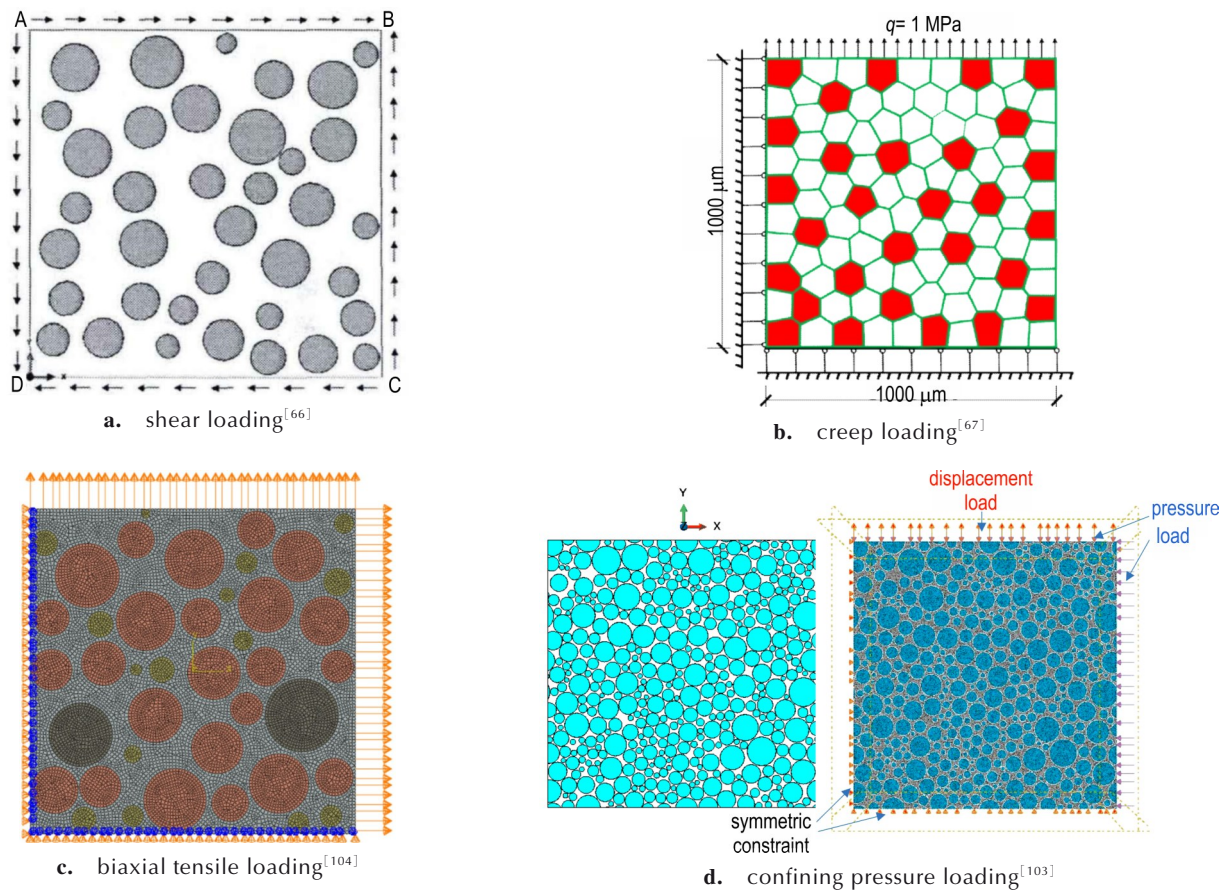 A
B
Y
x
D
C
a. shear loading[66]
q= 1 MPa
1000 μm
1000 μm
b. creep loading[67]
c. biaxial tensile loading[104]
Y
X
displacement
load
pressure
load
symmetric
constraint
d. confining pressure loading[103]